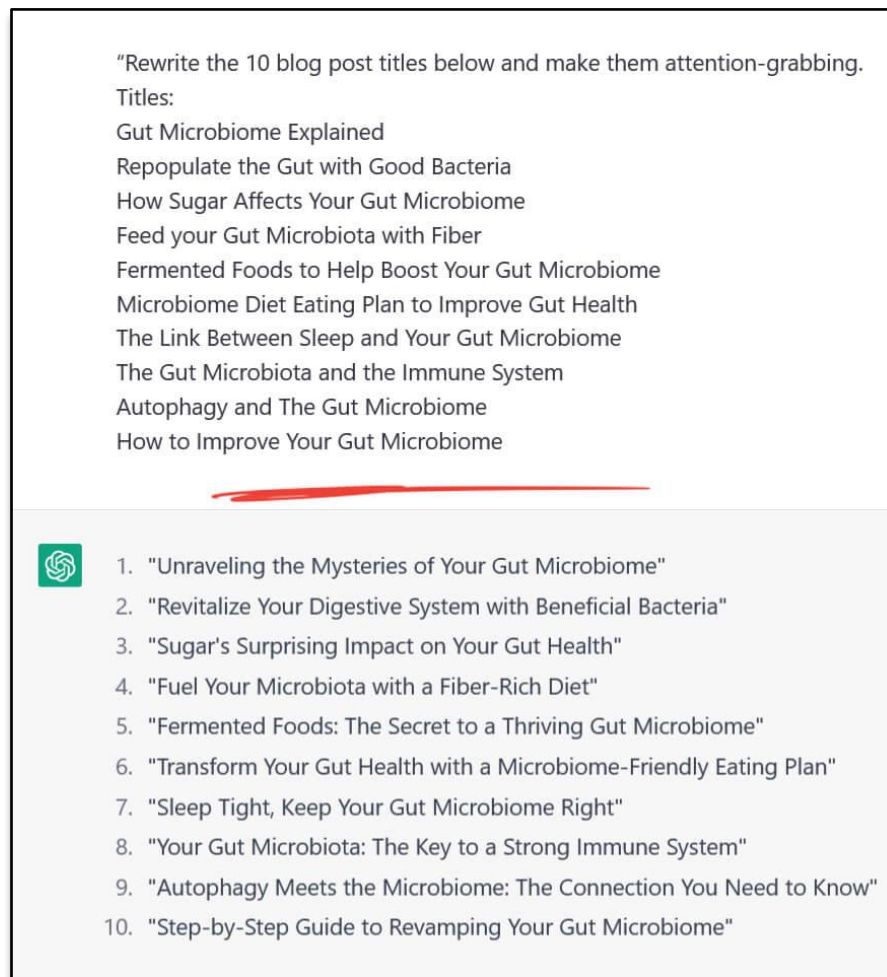 “Rewrite the 10 blog post titles below and make them attention-grabbing.
Titles:
Gut Microbiome Explained
Repopulate the Gut with Good Bacteria
How Sugar Affects Your Gut Microbiome
Feed your Gut Microbiota with Fiber
Fermented Foods to Help Boost Your Gut Microbiome
Microbiome Diet Eating Plan to Improve Gut Health
The Link Between Sleep and Your Gut Microbiome
The Gut Microbiota and the Immune System
Autophagy and The Gut Microbiome
How to Improve Your Gut Microbiome
1. "Unraveling the Mysteries of Your Gut Microbiome"
2. "Revitalize Your Digestive System with Beneficial Bacteria"
3. "Sugar's Surprising Impact on Your Gut Health"
4. "Fuel Your Microbiota with a Fiber-Rich Diet"
5. "Fermented Foods: The Secret to a Thriving Gut Microbiome"
6. "Transform Your Gut Health with a Microbiome-Friendly Eating Plan"
7. "Sleep Tight, Keep Your Gut Microbiome Right"
8. "Your Gut Microbiota: The Key to a Strong Immune System"
9. "Autophagy Meets the Microbiome: The Connection You Need to Know"
10. "Step-by-Step Guide to Revamping Your Gut Microbiome"